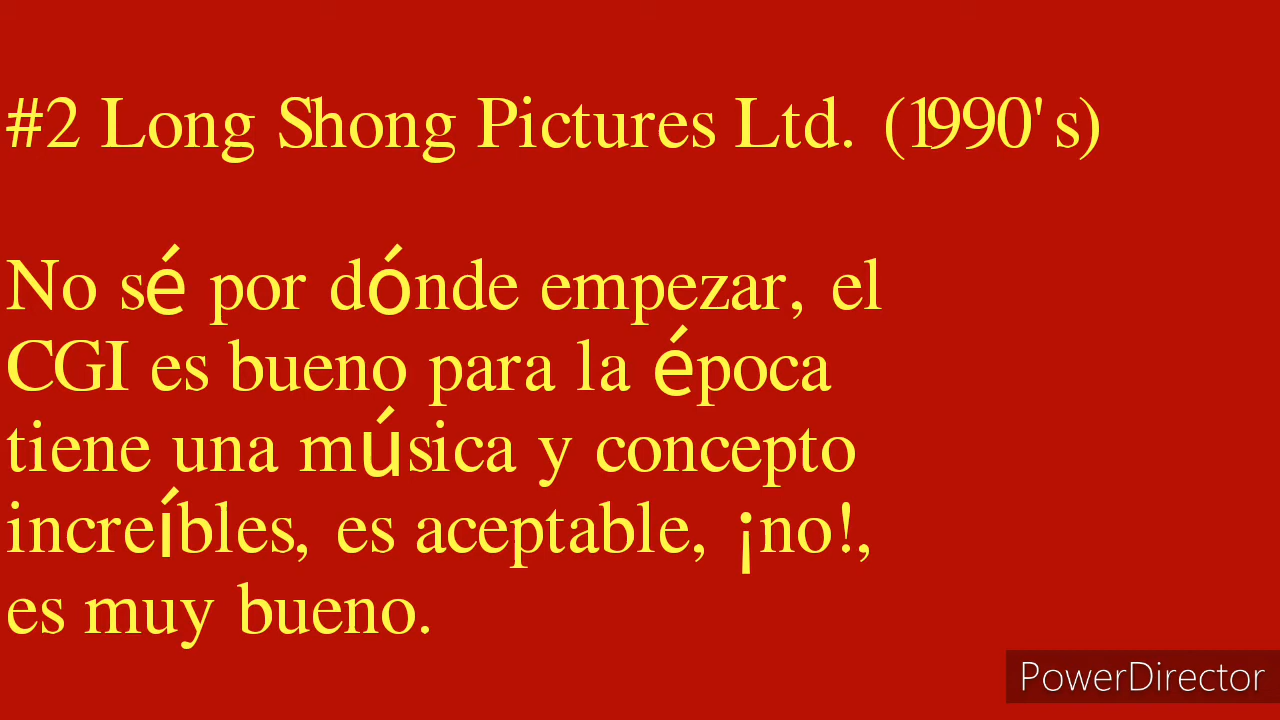 #2 Long Shong Pictures Ltd. (1990's)
No sé por dónde empezar, el
CGI es bueno para la época
tiene una música y concepto
increíbles, es aceptable, ¡no!,
es muy bueno.
PowerDirector